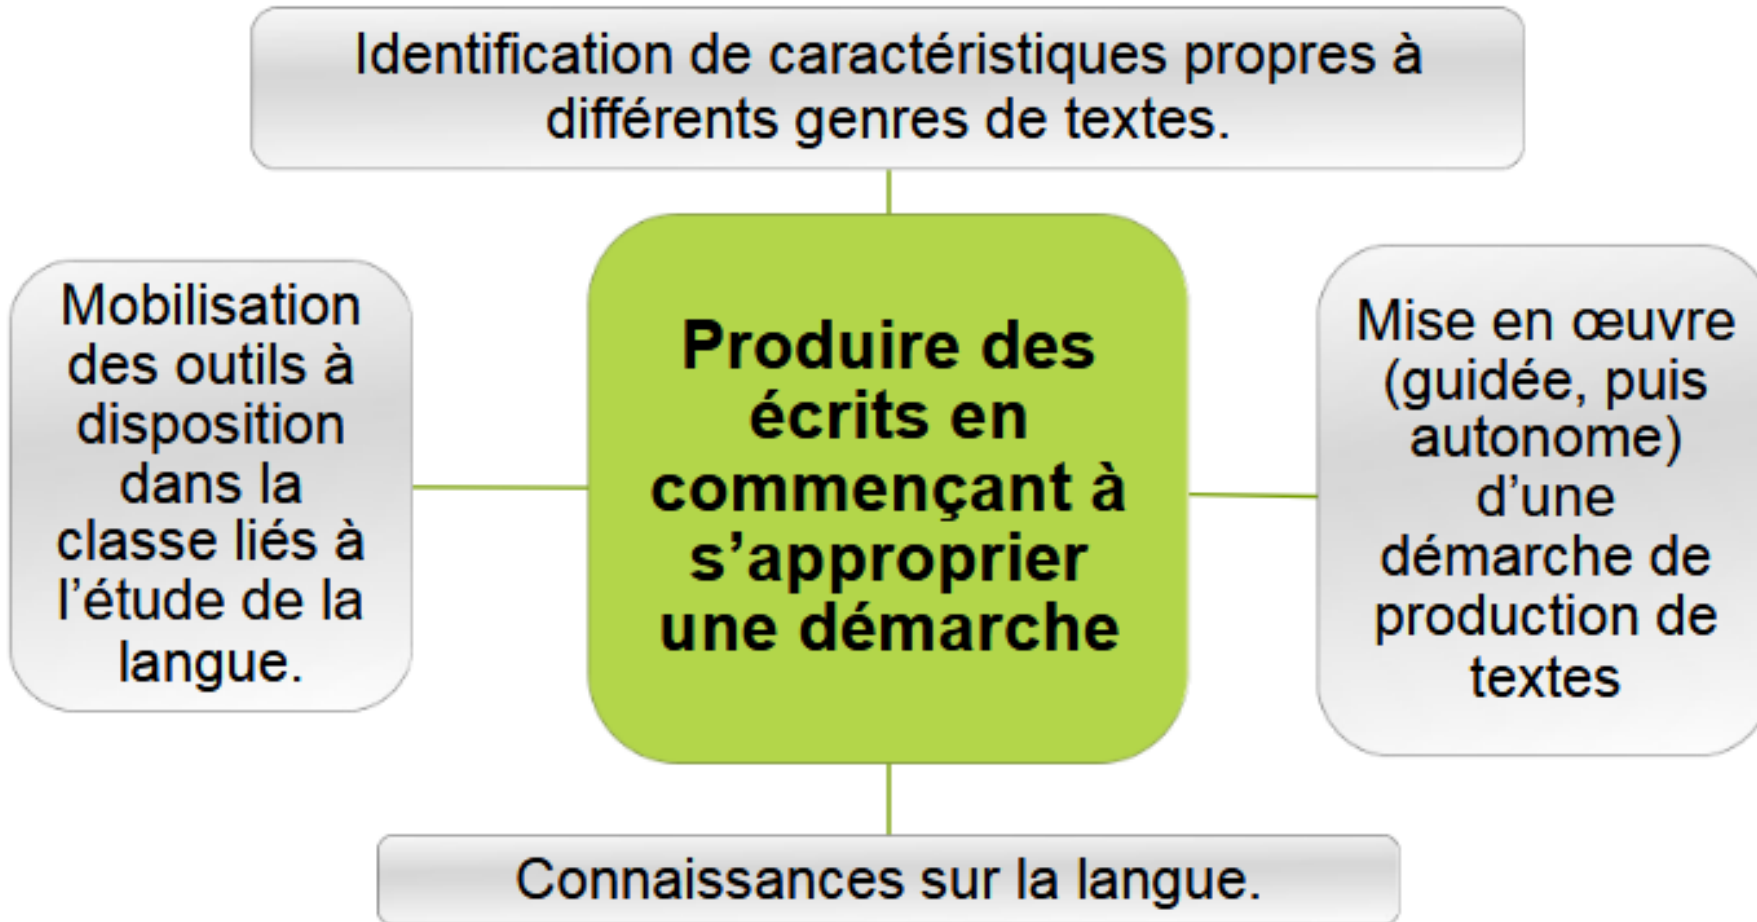 Identification de caractéristiques propres à
différents genres de textes.
Mobilisation
des outils à
disposition
dans la
classe liés à
l’étude de la
langue.
Produire des
écrits en
commençant à
s’approprier
une démarche
Mise en œuvre
(guidée, puis
autonome)
d’une
démarche de
production de
textes
Connaissances sur la langue.